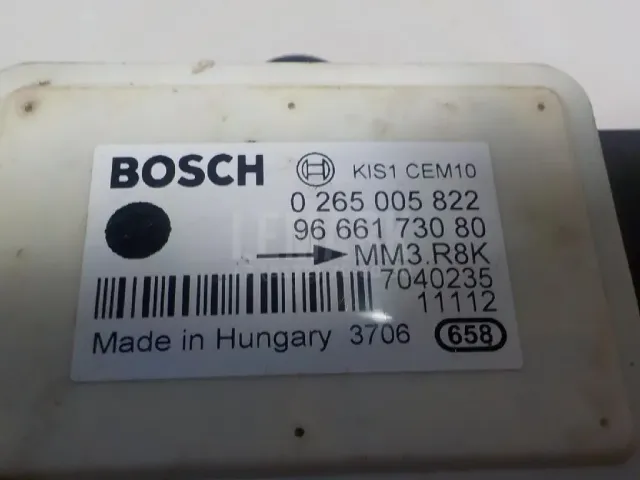 BOSCH KIS1 CEM10
0 265 005 822
96 661 730 80
MM3.R8K
7040235
11112
Made in Hungary 3706 658